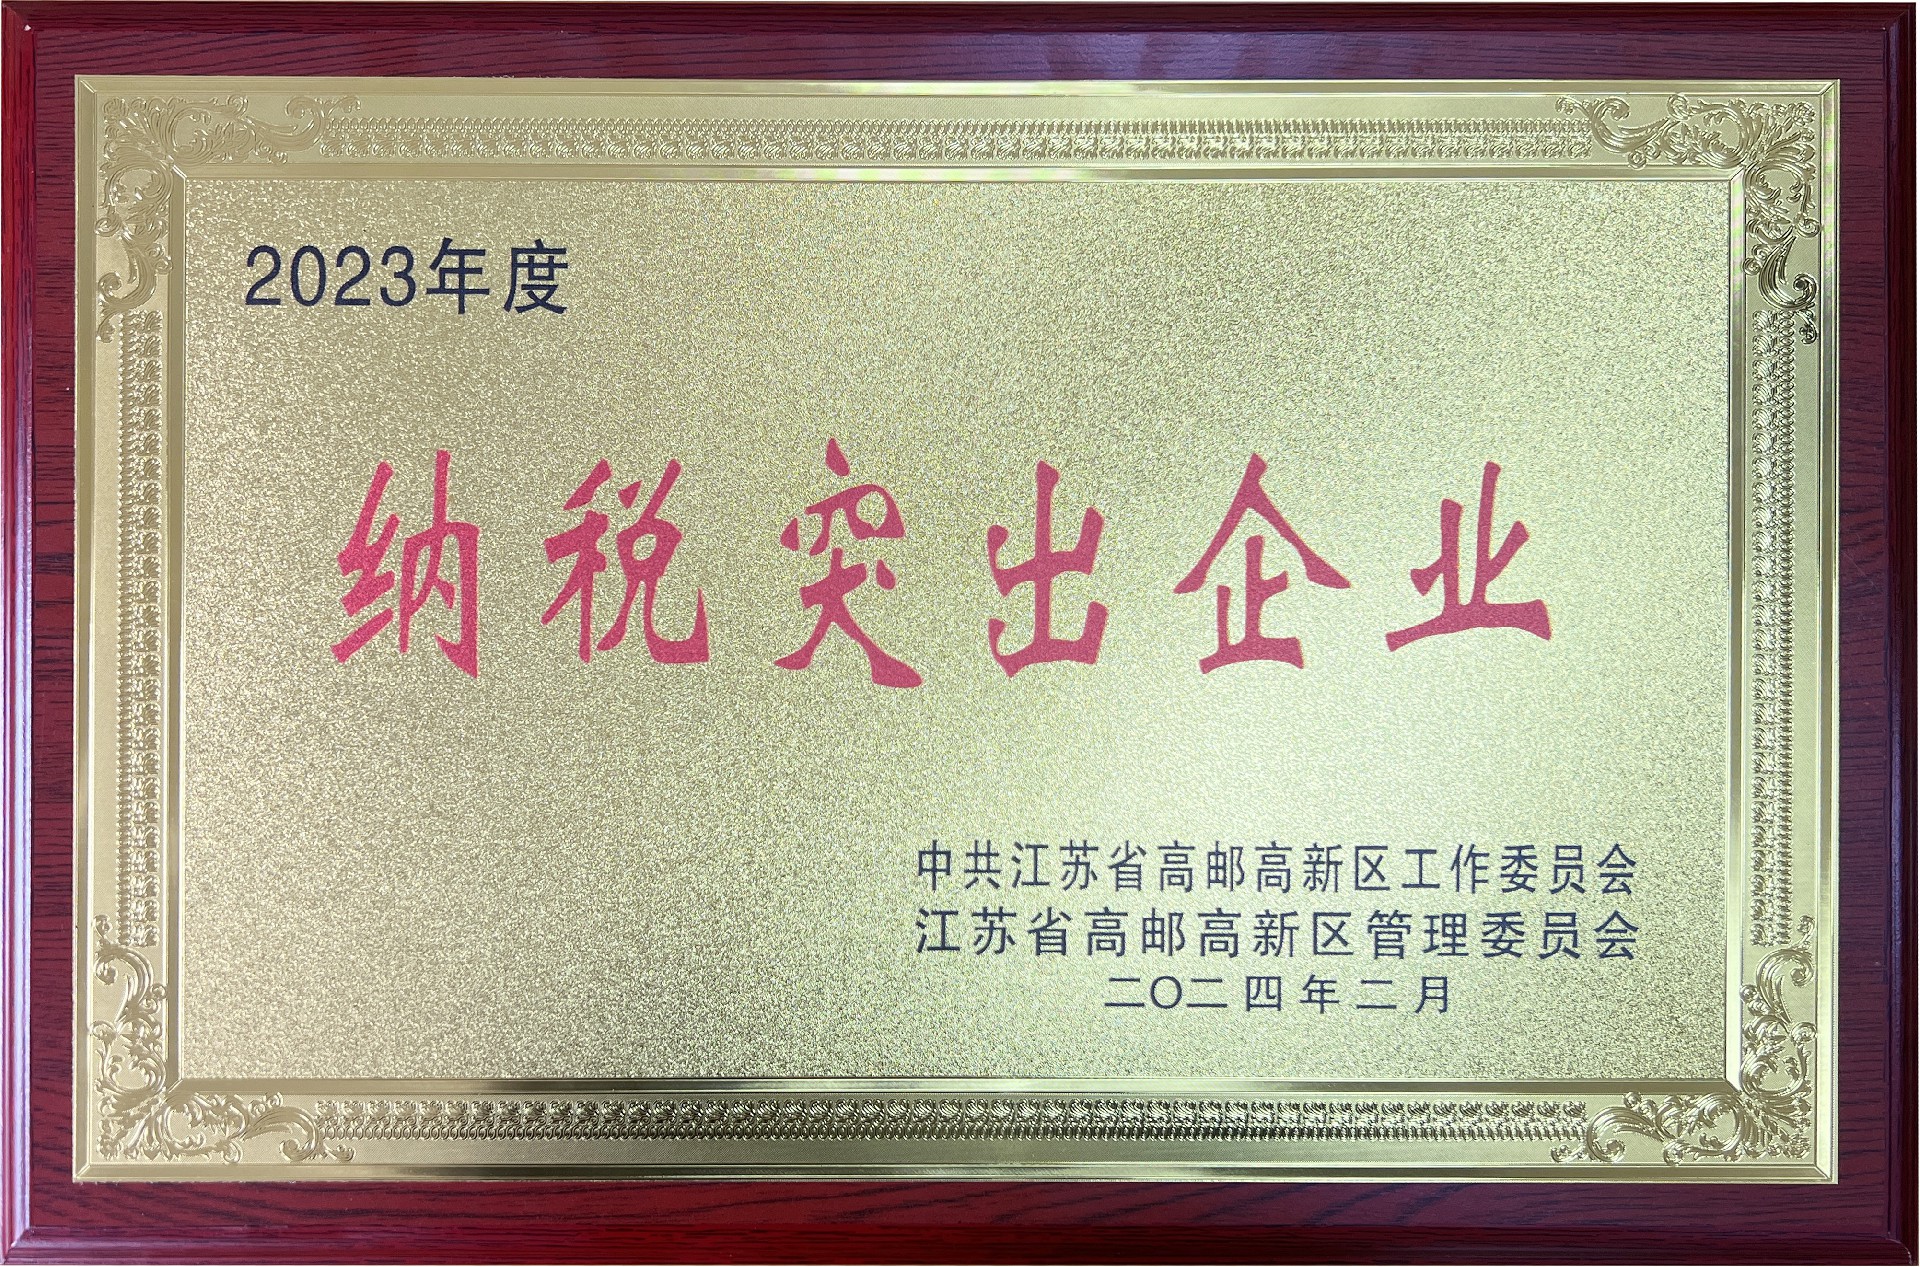 2023年度
纳税突出企业
中共江苏省高邮高新区工作委员会
江苏省高邮高新区管理委员会
二〇二四年二月